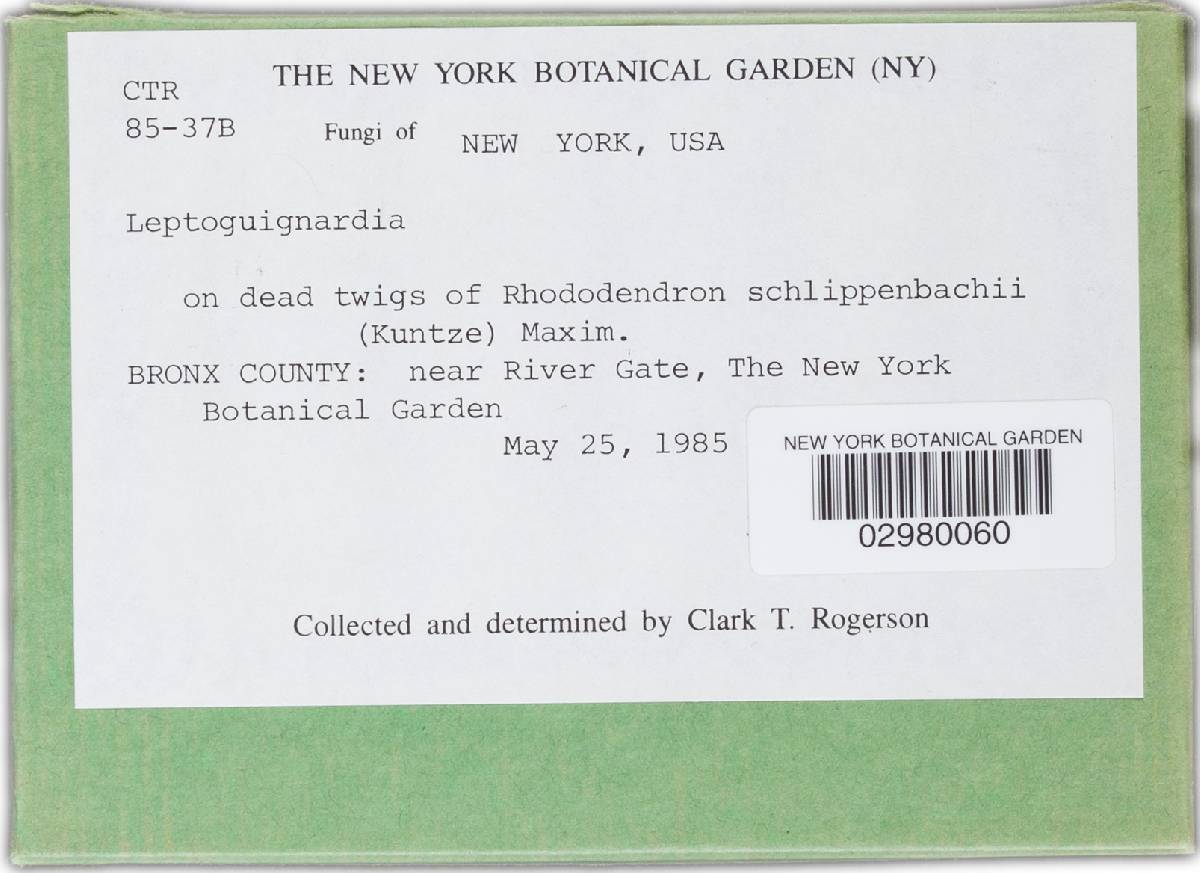 THE NEW YORK BOTANICAL GARDEN (NY)
CTR
85-37B
Fungi of NEW YORK, USA
Leptoguignardia
on dead twigs of Rhododendron schlippenbachii
(Kuntze) Maxim.
BRONX COUNTY: near River Gate, The New York
Botanical Garden
May 25, 1985
NEW YORK BOTANICAL GARDEN
02980060
Collected and determined by Clark T. Rogerson